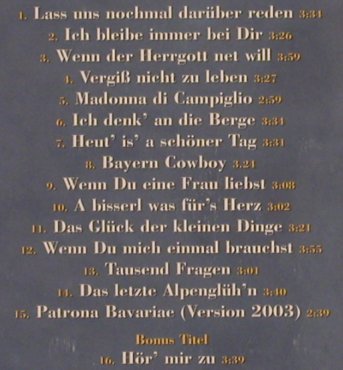 1. Lass uns nochmal darüber reden 3:34
2. Ich bleibe immer bei Dir 3:26
3. Wenn der Herrgott net will 3:59
4. Vergiß nicht zu leben 3:27
5. Madonna di Campiglio 2:59
6. Ich denk' an die Berge 3:34
7. Heut' is' a schöner Tag 3:31
8. Bayern Cowboy 3:24
9. Wenn Du eine Frau liebst 3:08
10. A bisserl was für's Herz 3:02
11. Das Glück der kleinen Dinge 3:21
12. Wenn Du mich einmal brauchst 3:55
13. Tausend Fragen 3:01
14. Das letzte Alpenglüh'n 3:40
15. Patrona Bavariae (Version 2003) 2:39
Bonus Titel
16. Hör' mir zu 3:39